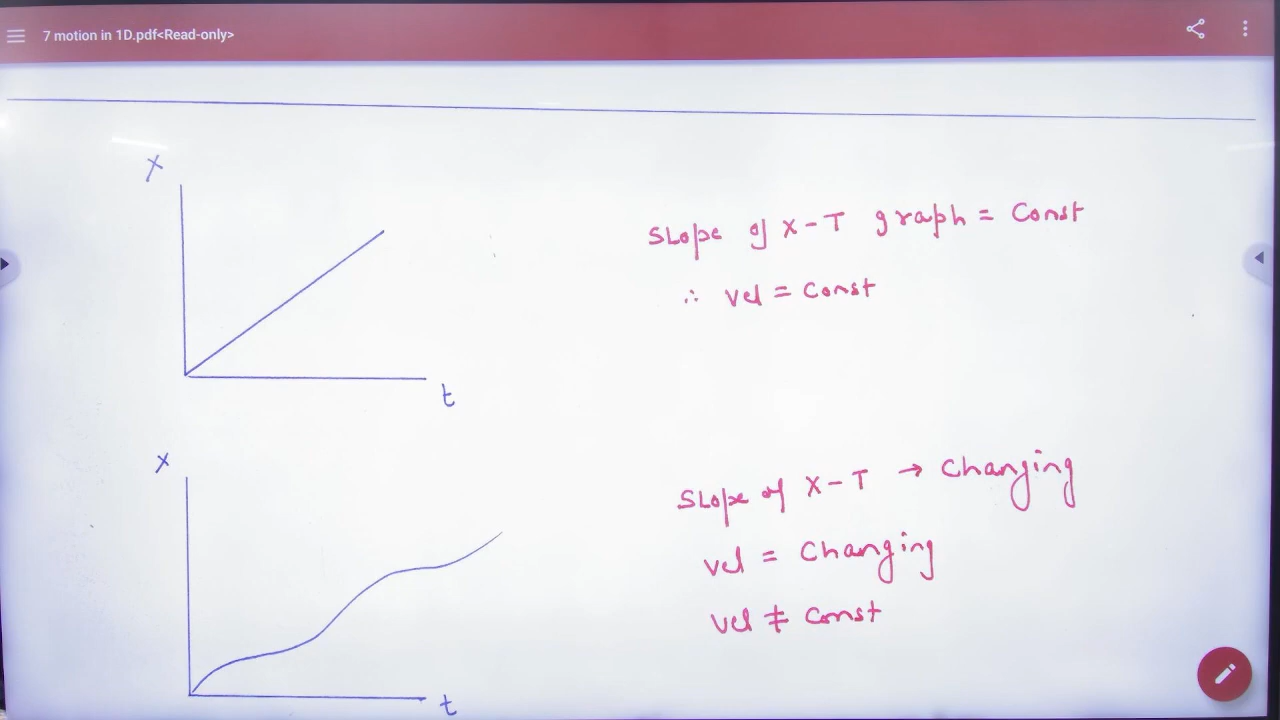 7 motion in 1D.pdf<Read-only>
X
Slope of X-T graph = Const
∴ vel = Const
t
X
Slope of X-T → Changing
vel = Changing
vel ≠ Const
t